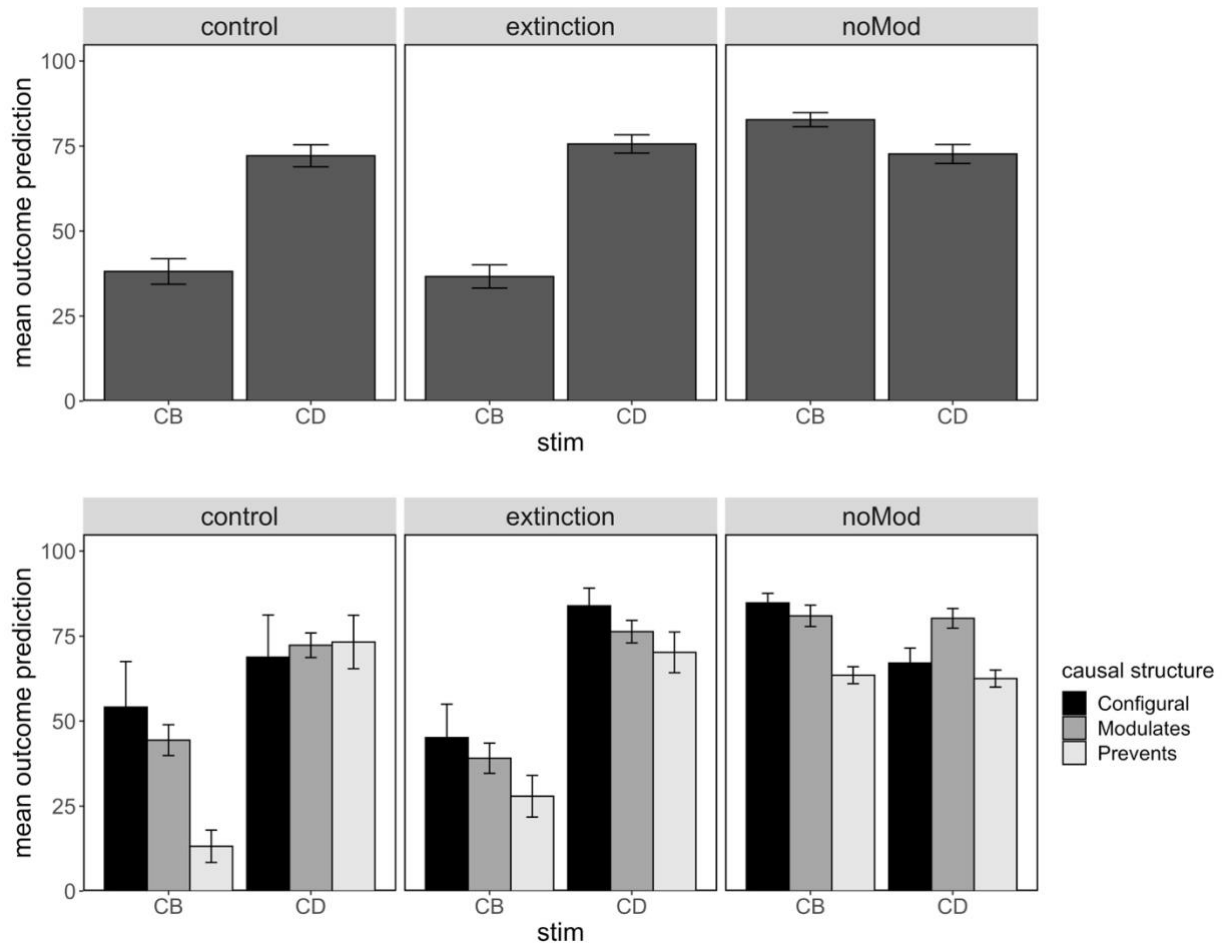 control extinction noMod
mean outcome prediction
100
75
50
25
0
CB CD CB CD CB CD
stim
control extinction noMod
mean outcome prediction
100
75
50
25
0
CB CD CB CD CB CD
stim
causal structure
Configural
Modulates
Prevents